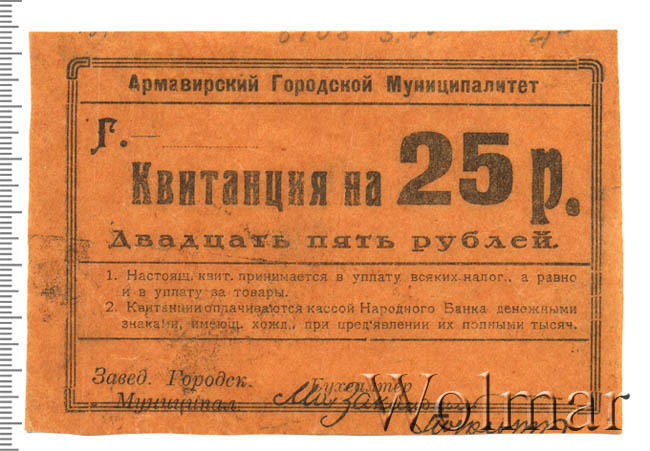 Армавирский Городской Муниципалитет
Г.
Квитанция на 25 р.
Двадцать пять рублей.
1. Настоящ. квит. принимается в уплату всяких налог., а равно
и в уплату за товары.
2. Квитанции оплачиваются кассой Народного Банка денежными
знаками, имеющ. хожд., при пред'явлении их полными тысяч.
Завед. Городск. Бухгалтер
Муниципал.
Wolmar